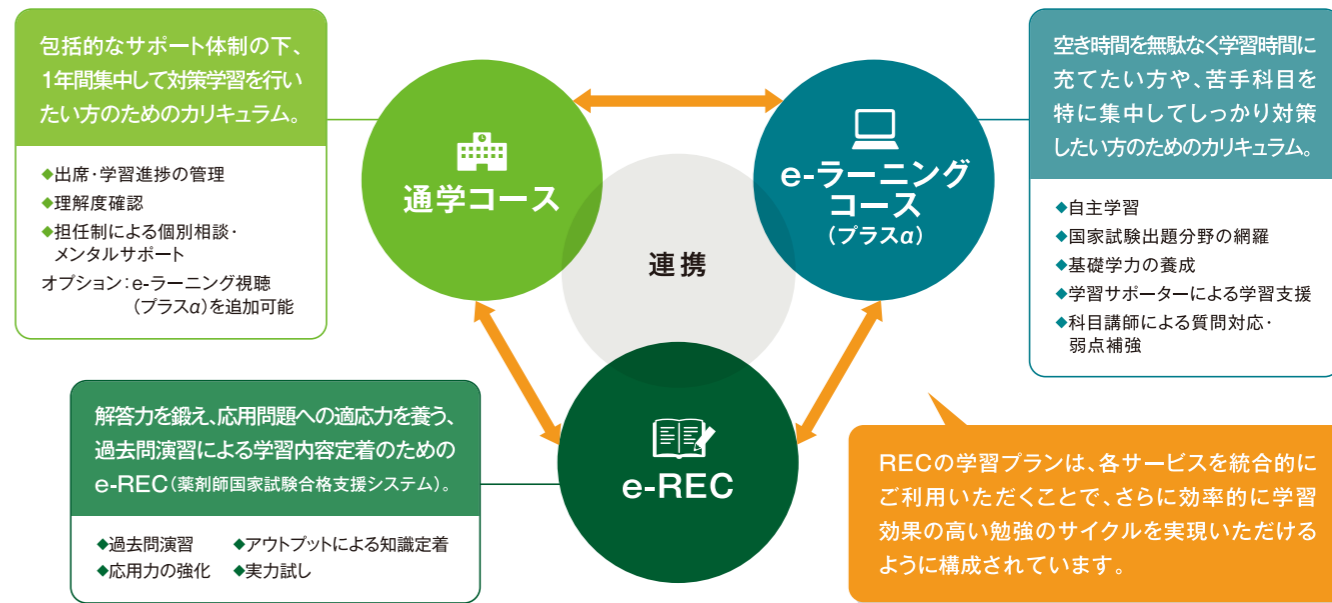 包括的なサポート体制の下、
1年間集中して対策学習を行い
たい方のためのカリキュラム。
◆出席・学習進捗の管理
◆理解度確認
◆担任制による個別相談・
メンタルサポート
オプション：e-ラーニング視聴
（プラスα）を追加可能
通学コース
e-ラーニング
コース
（プラスα）
連携
e-REC
空き時間を無駄なく学習時間に
充てたい方や、苦手科目を
特に集中してしっかり対策
したい方のためのカリキュラム。
◆自主学習
◆国家試験出題分野の網羅
◆基礎学力の養成
◆学習サポーターによる学習支援
◆科目講師による質問対応・
弱点補強
解答力を鍛え、応用問題への適応力を養う、
過去問演習による学習内容定着のための
e-REC（薬剤師国家試験合格支援システム）。
◆過去問演習 ◆アウトプットによる知識定着
◆応用力の強化 ◆実力試し
RECの学習プランは、各サービスを統合的に
ご利用いただくことで、さらに効率的に学習
効果の高い勉強のサイクルを実現いただける
ように構成されています。